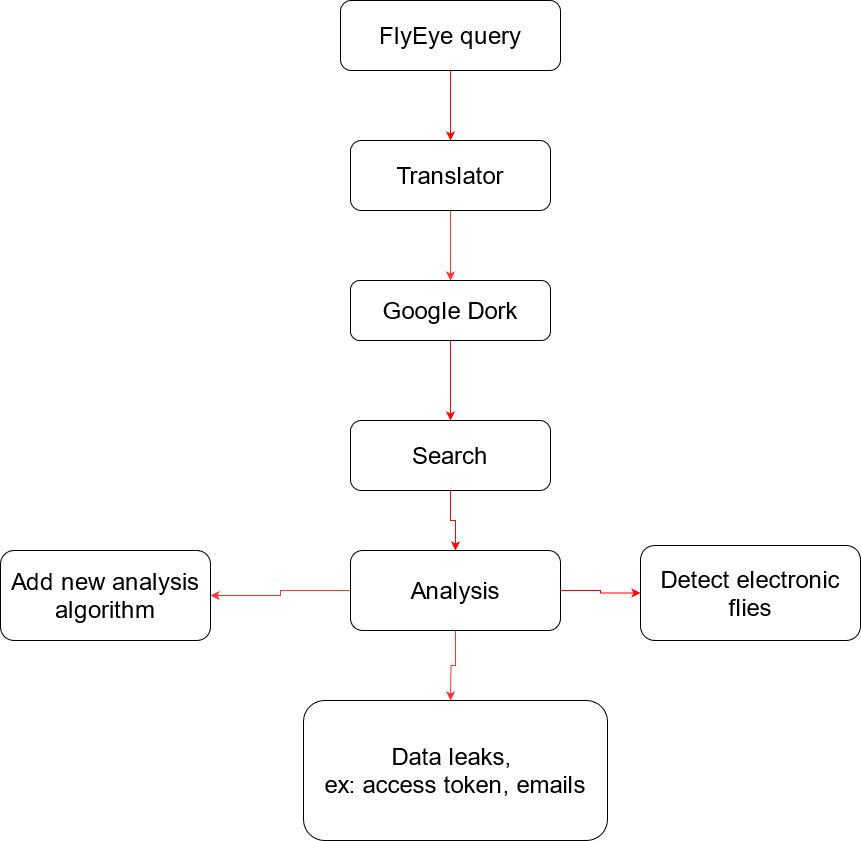 FlyEye query
Translator
Google Dork
Search
Add new analysis
algorithm
Analysis
Detect electronic
flies
Data leaks,
ex: access token, emails